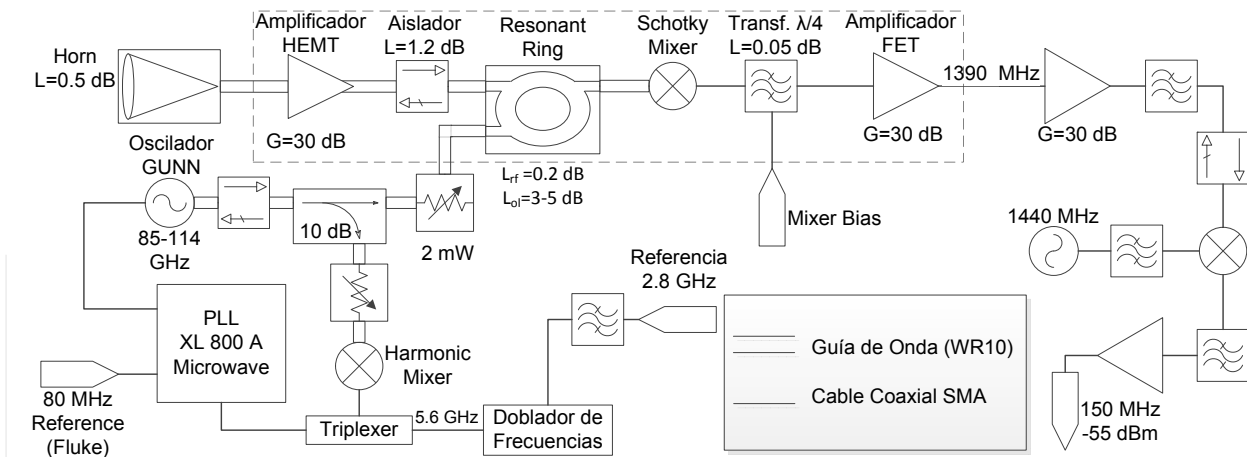 Horn
L=0.5 dB
Amplificador
HEMT
G=30 dB
Aislador
L=1.2 dB
Resonant
Ring
Lrf =0.2 dB
Lol=3-5 dB
Schotky
Mixer
Transf. λ/4
L=0.05 dB
Amplificador
FET
G=30 dB
1390 MHz
G=30 dB
Oscilador
GUNN
85-114
GHz
10 dB
2 mW
Mixer Bias
1440 MHz
Referencia
2.8 GHz
PLL
XL 800 A
Microwave
Harmonic
Mixer
80 MHz
Reference
(Fluke)
Triplexer
5.6 GHz
Doblador de
Frecuencias
Guía de Onda (WR10)
Cable Coaxial SMA
150 MHz
-55 dBm